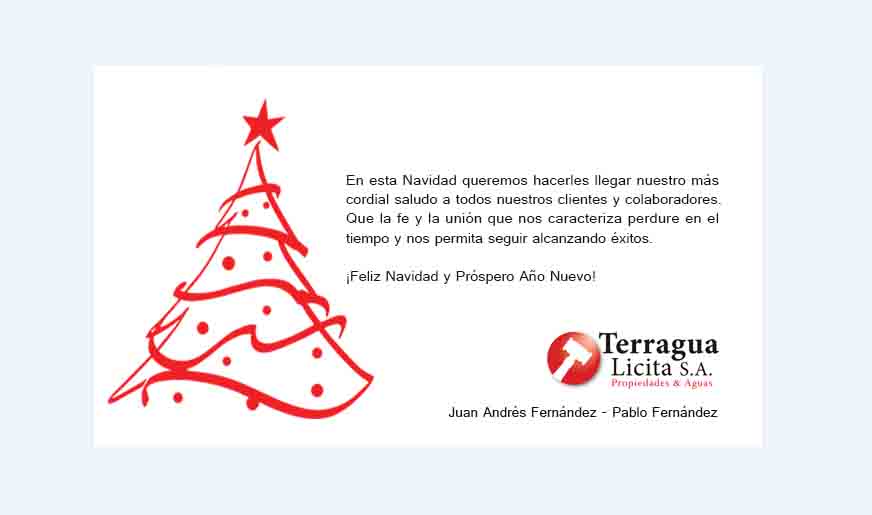 En esta Navidad queremos hacerles llegar nuestro más
cordial saludo a todos nuestros clientes y colaboradores.
Que la fe y la unión que nos caracteriza perdure en el
tiempo y nos permita seguir alcanzando éxitos.
¡Feliz Navidad y Próspero Año Nuevo!
Terragua
Licita S.A.
Propiedades & Aguas
Juan Andrés Fernández - Pablo Fernández